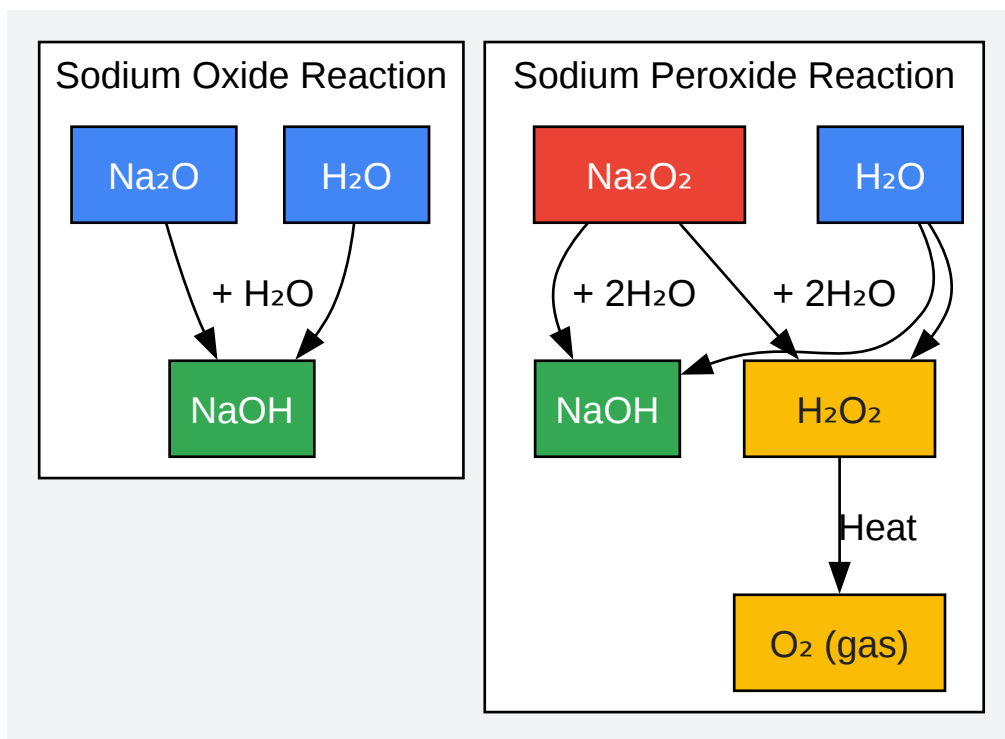 Sodium Oxide Reaction
Na₂O
H₂O
+ H₂O
NaOH
Sodium Peroxide Reaction
Na₂O₂
H₂O
+ 2H₂O
+ 2H₂O
NaOH
H₂O₂
Heat
O₂ (gas)